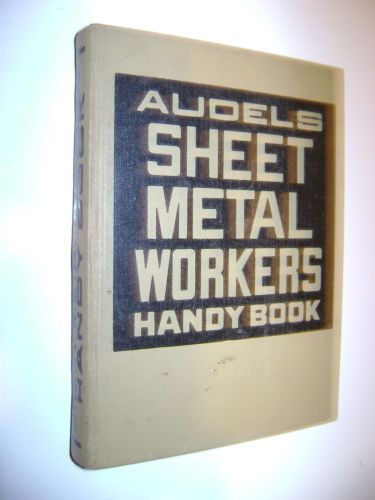 AUDELS
SHEET
METAL
WORKERS
HANDY BOOK
HANDY BOOK